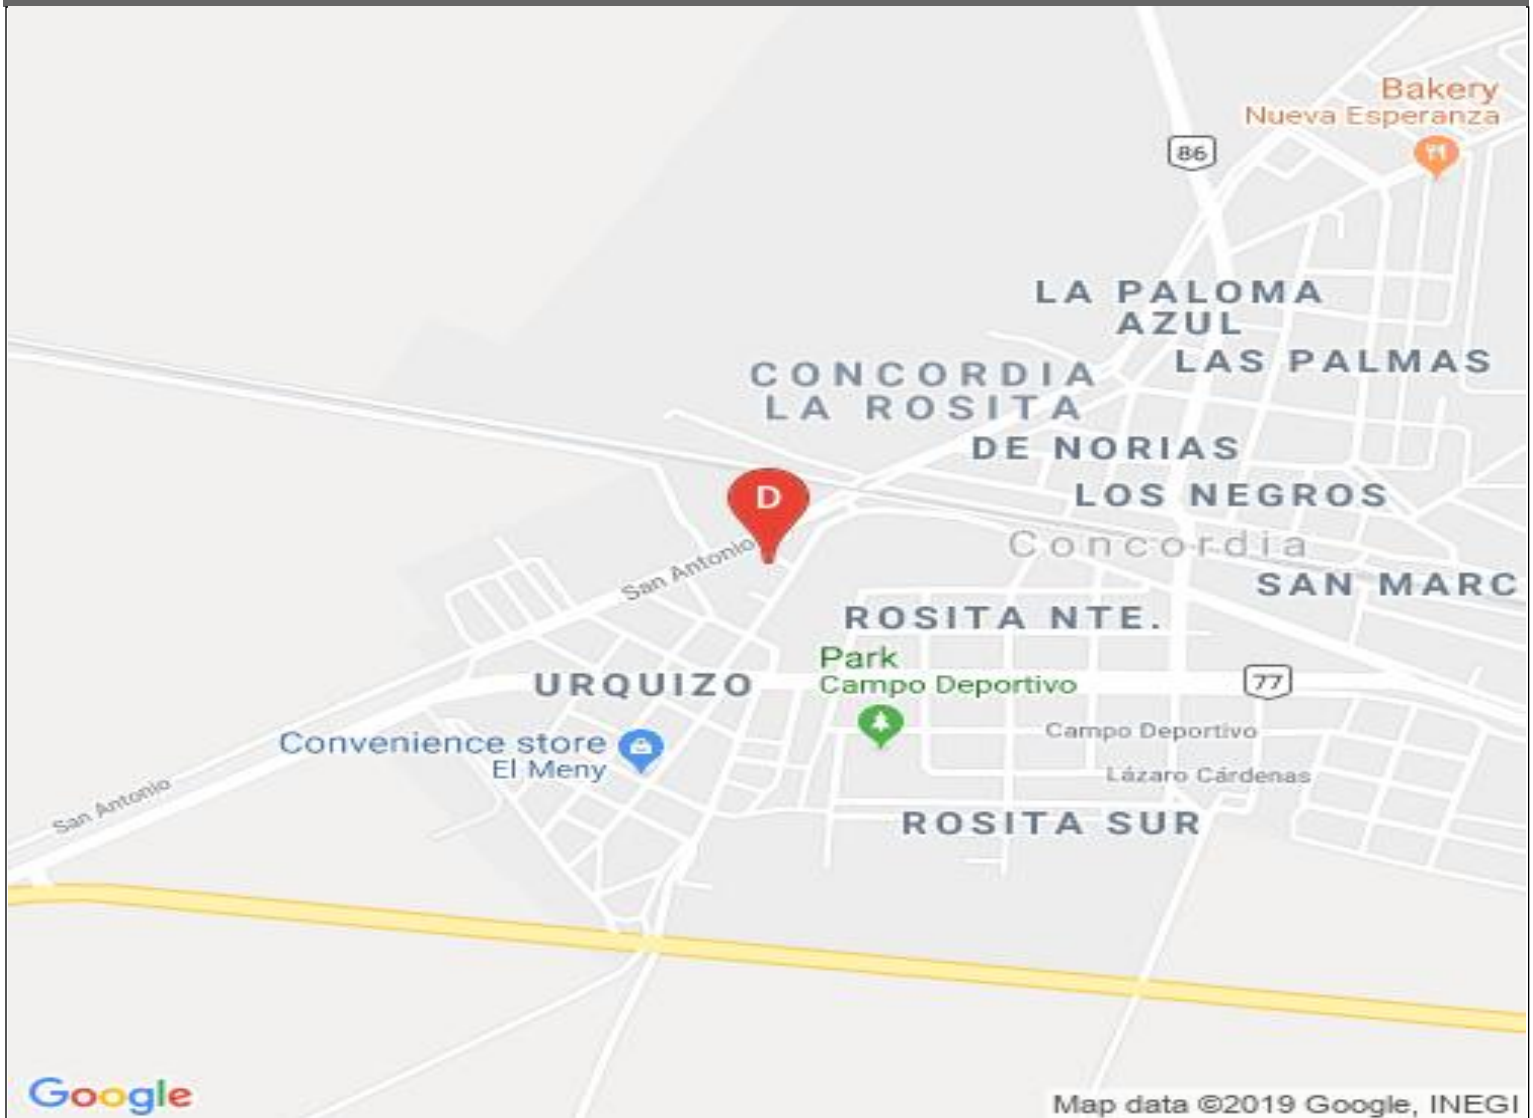 Bakery
Nueva Esperanza
86
LA PALOMA
AZUL
LAS PALMAS
CONCORDIA
LA ROSITA
DE NORIAS
D
LOS NEGROS
Concordia
San Antonio
SAN MARC
ROSITA NTE.
Park
Campo Deportivo
URQUIZO
77
Campo Deportivo
Convenience store
El Meny
Lázaro Cárdenas
San Antonio
ROSITA SUR
Google
Map data ©2019 Google, INEGI